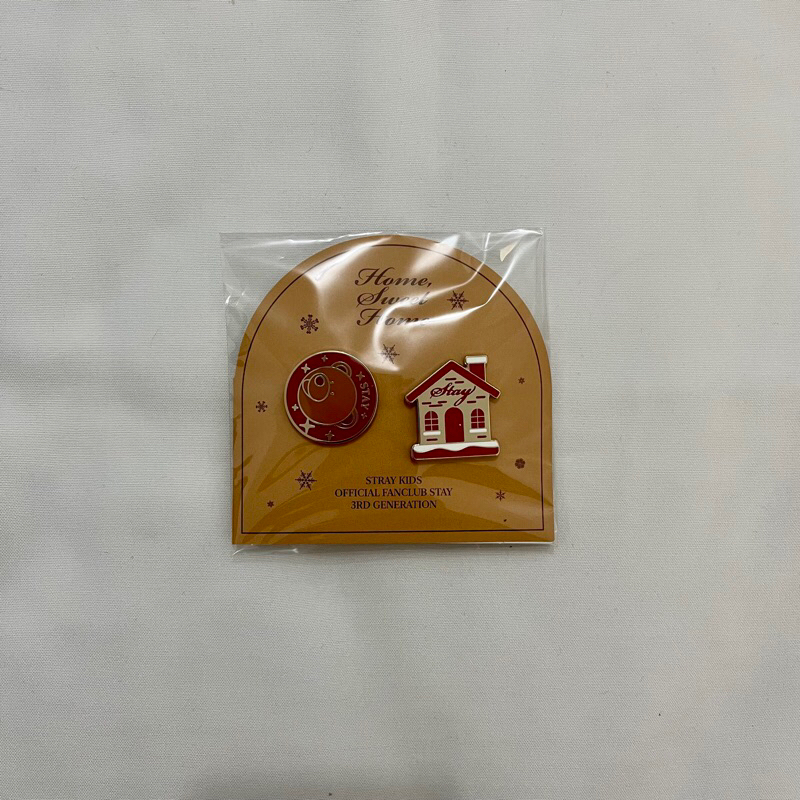 Home,
Sweet
Home
STAY
Stay
STRAY KIDS
OFFICIAL FANCLUB STAY
3RD GENERATION